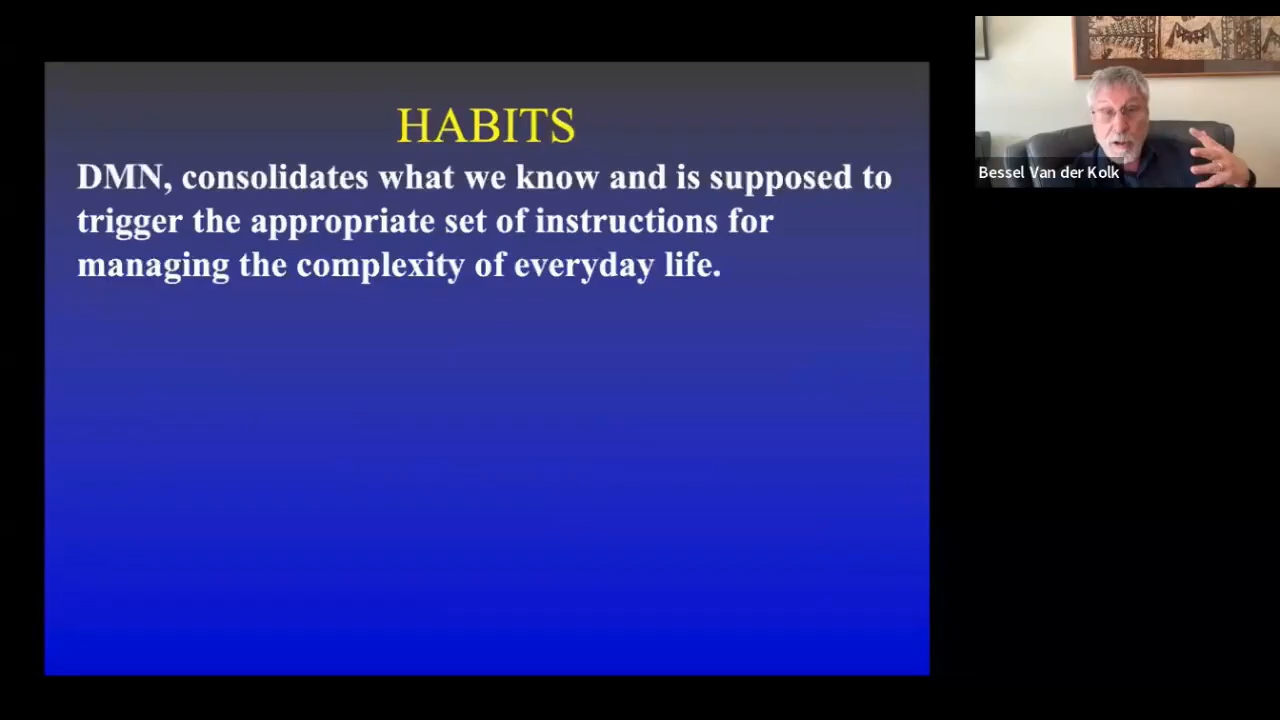 HABITS
DMN, consolidates what we know and is supposed to
trigger the appropriate set of instructions for
managing the complexity of everyday life.
Bessel Van der Kolk